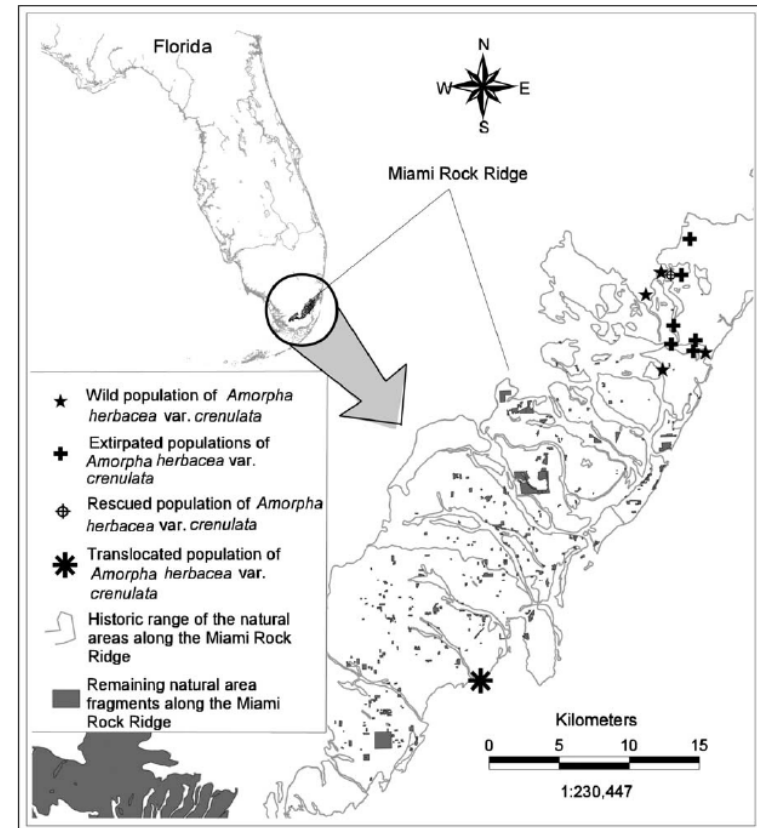 Florida
N
W
E
S
Miami Rock Ridge
Wild population of Amorpha
herbacea var. crenulata
Extirpated populations of
Amorpha herbacea var.
crenulata
Rescued population of Amorpha
herbacea var. crenulata
Translocated population of
Amorpha herbacea var.
crenulata
Historic range of the natural
areas along the Miami Rock
Ridge
Remaining natural area
fragments along the Miami
Rock Ridge
Kilometers
0 5 10 15
1:230,447